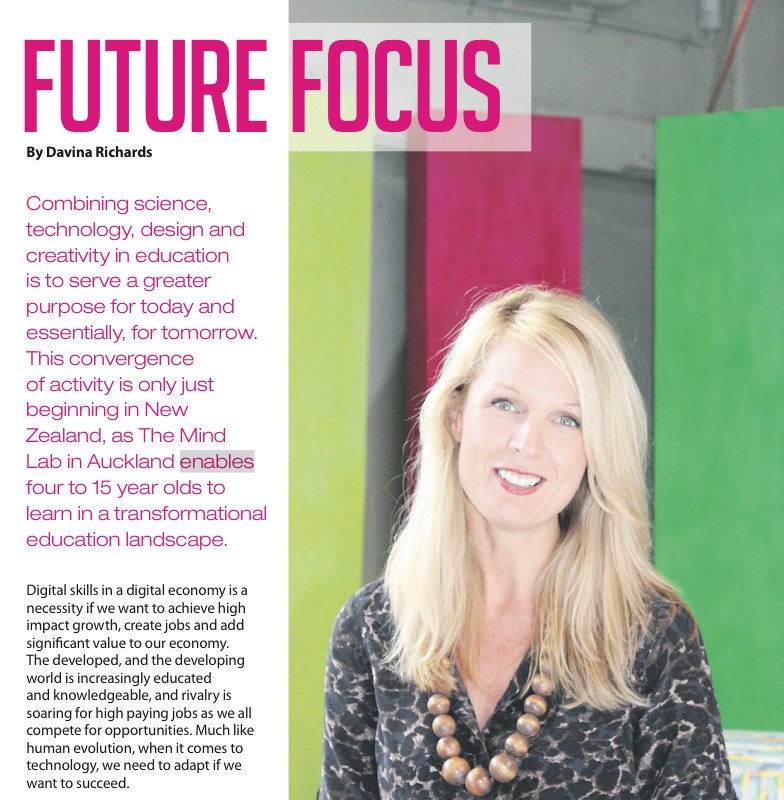 FUTURE FOCUS
By Davina Richards
Combining science,
technology, design and
creativity in education
is to serve a greater
purpose for today and
essentially, for tomorrow.
This convergence
of activity is only just
beginning in New
Zealand, as The Mind
Lab in Auckland enables
four to 15 year olds to
learn in a transformational
education landscape.
Digital skills in a digital economy is a
necessity if we want to achieve high
impact growth, create jobs and add
significant value to our economy.
The developed, and the developing
world is increasingly educated
and knowledgeable, and rivalry is
soaring for high paying jobs as we all
compete for opportunities. Much like
human evolution, when it comes to
technology, we need to adapt if we
want to succeed.